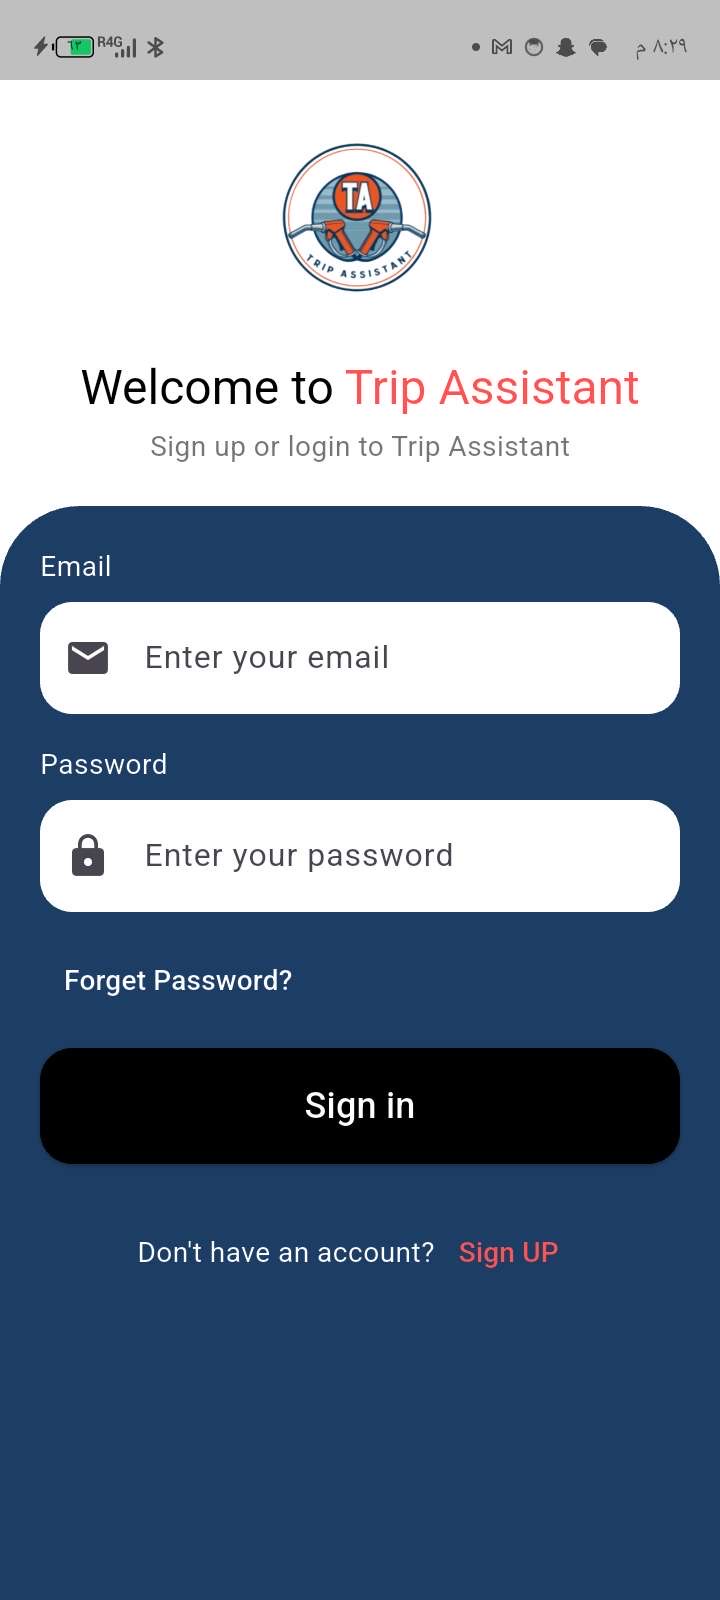 ٦٣ R4G م ٨:٢٩
TA
TRIP ASSISTANT
Welcome to Trip Assistant
Sign up or login to Trip Assistant
Email
Enter your email
Password
Enter your password
Forget Password?
Sign in
Don't have an account? Sign UP